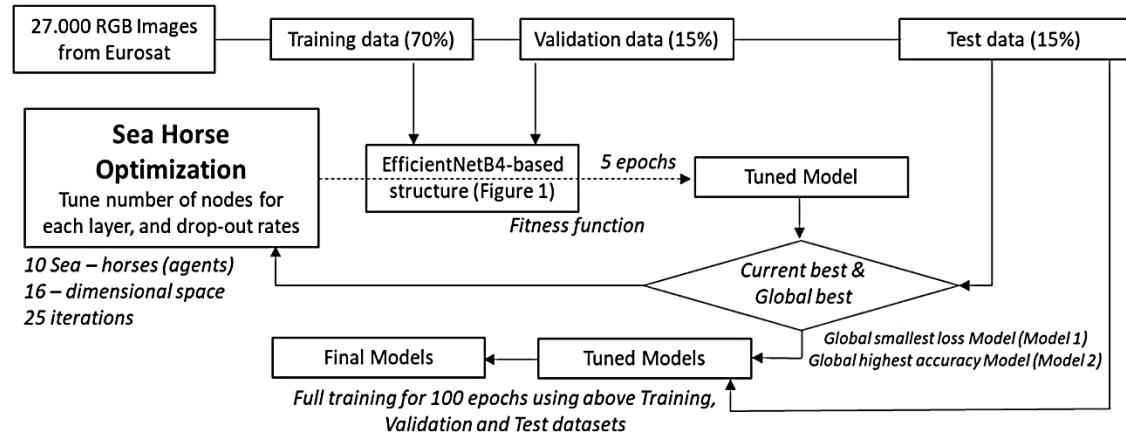 27.000 RGB Images
from Eurosat
Training data (70%)
Validation data (15%)
Test data (15%)
Sea Horse
Optimization
Tune number of nodes for
each layer, and drop-out rates
EfficientNetB4-based
structure (Figure 1)
5 epochs
Fitness function
Tuned Model
10 Sea – horses (agents)
16 – dimensional space
25 iterations
Current best &
Global best
Global smallest loss Model (Model 1)
Global highest accuracy Model (Model 2)
Final Models
Tuned Models
Full training for 100 epochs using above Training,
Validation and Test datasets